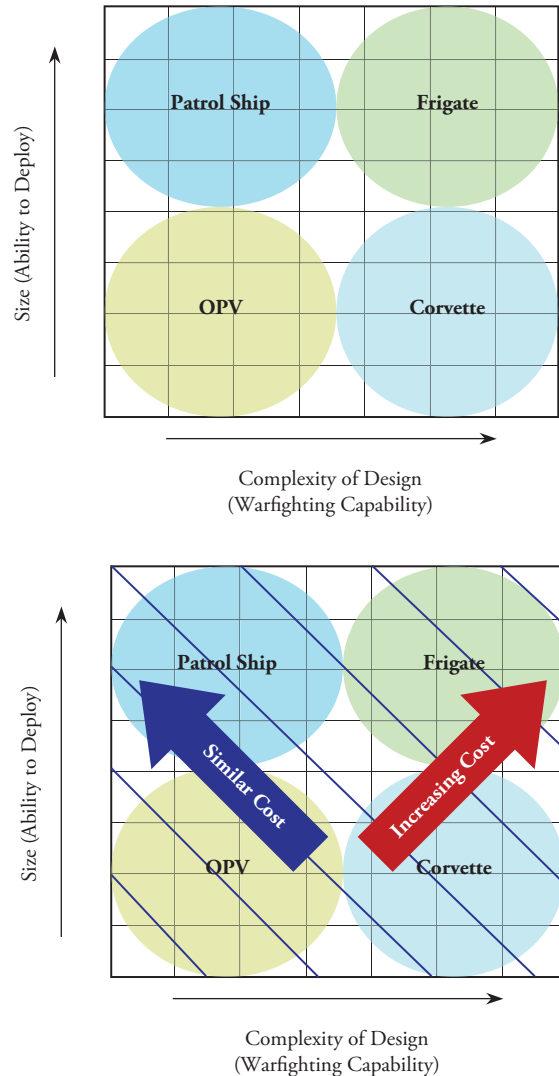 Size (Ability to Deploy)
Patrol Ship
Frigate
OPV
Corvette
Complexity of Design
(Warfighting Capability)
Size (Ability to Deploy)
Patrol Ship
Frigate
Similar Cost
Increasing Cost
OPV
Corvette
Complexity of Design
(Warfighting Capability)